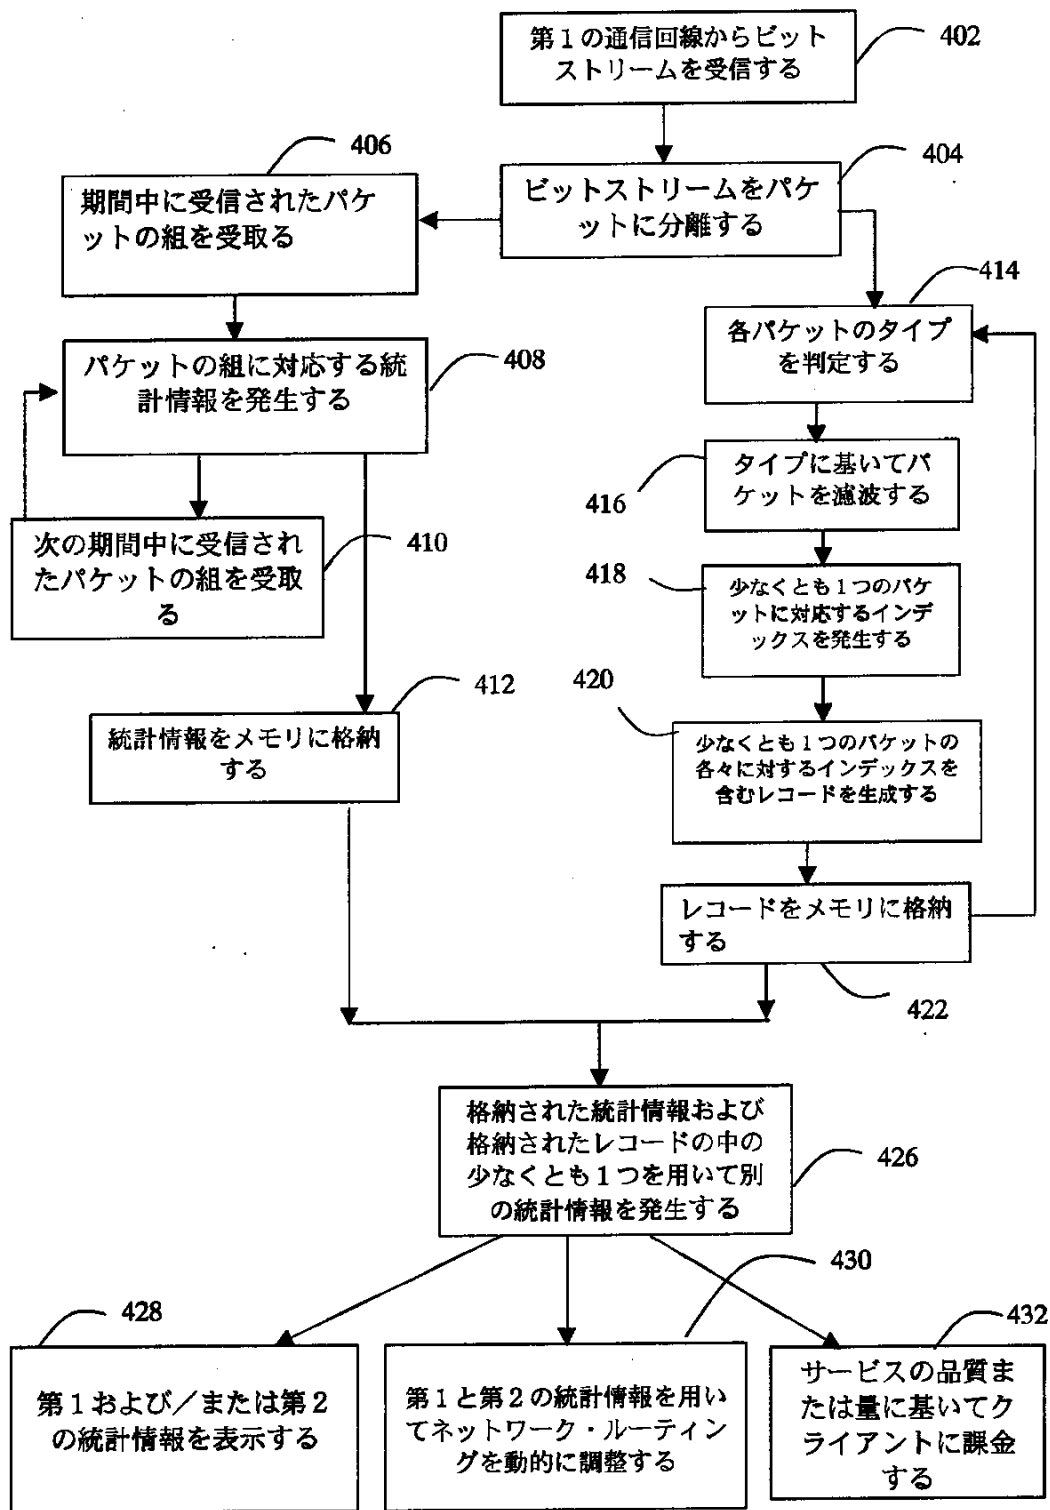 第１の通信回線からビット
ストリームを受信する
402
406
404
期間中に受信されたパケ
ットの組を受取る
ビットストリームをパケ
ットに分離する
414
各パケットのタイプ
を判定する
パケットの組に対応する統
計情報を発生する
408
タイプに基いてパ
ケットを濾波する
416
次の期間中に受信され
たパケットの組を受取
る
410
418
少なくとも１つのパケッ
トに対応するインデ
ックスを発生する
412
420
統計情報をメモリに格納
する
少なくとも１つのパケットの
各々に対するインデックスを
含むレコードを生成する
レコードをメモリに格納
する
422
格納された統計情報および
格納されたレコードの中の
少なくとも１つを用いて別
の統計情報を発生する
426
430
428
432
第１および／または第２
の統計情報を表示する
第１と第２の統計情報を用い
てネットワーク・ルーティン
グを動的に調整する
サービスの品質ま
たは量に基いてク
ライアントに課金
する